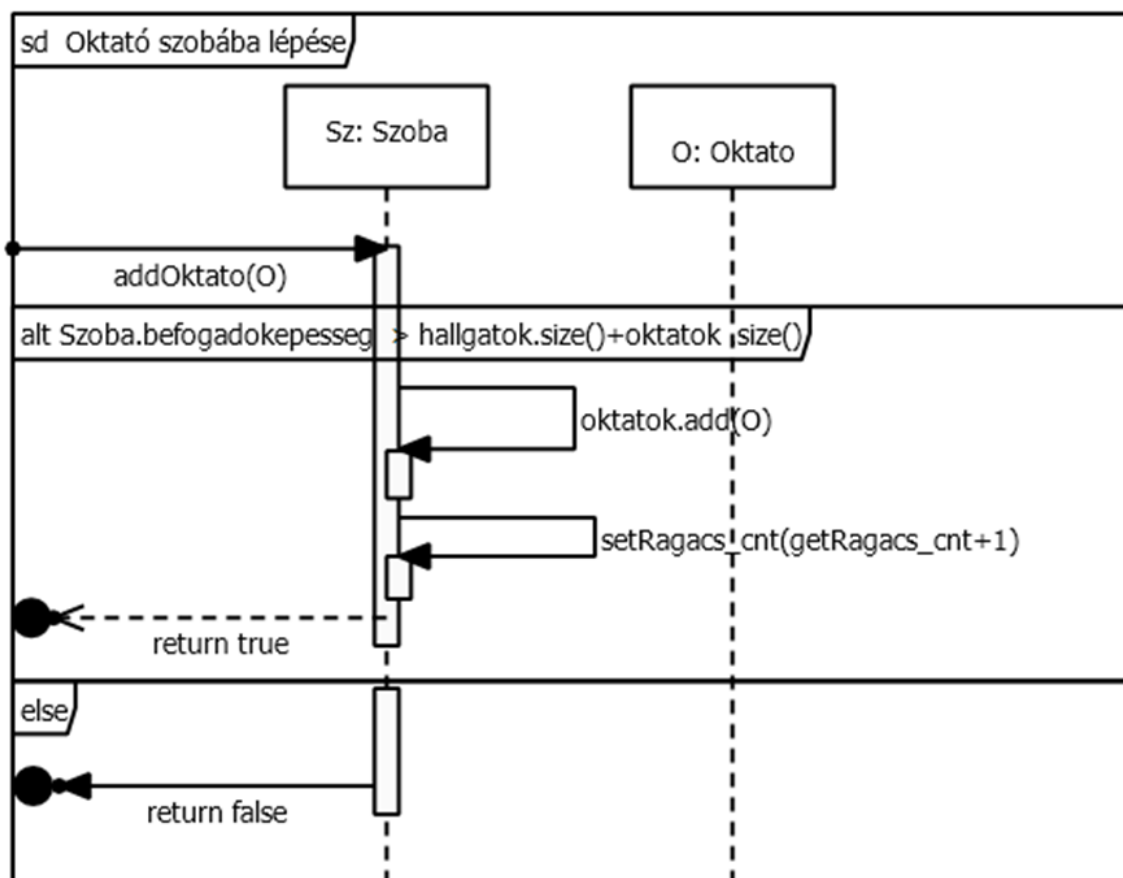 sd Oktató szobába lépése
Sz: Szoba
O: Oktato
addOktato(O)
alt Szoba.befogadokepesseg > hallgatok.size()+oktatok size()
oktatok.add(O)
setRagacs_cnt(getRagacs_cnt+1)
return true
else
return false